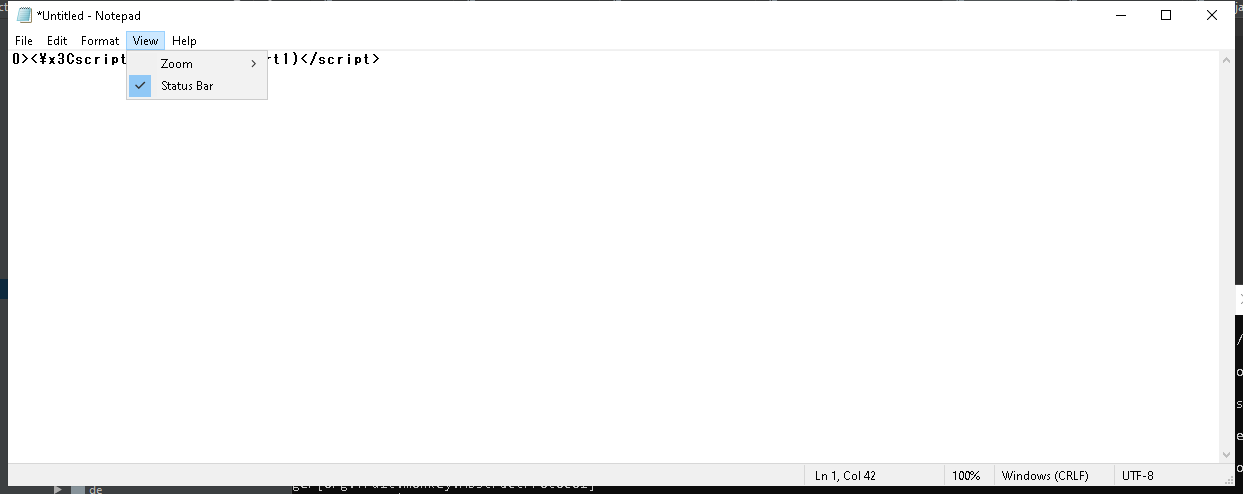 *Untitled - Notepad
File Edit Format View Help
0><¥x3Cscript rt1)</script>
Zoom
Status Bar
Ln 1, Col 42 100% Windows (CRLF) UTF-8
de